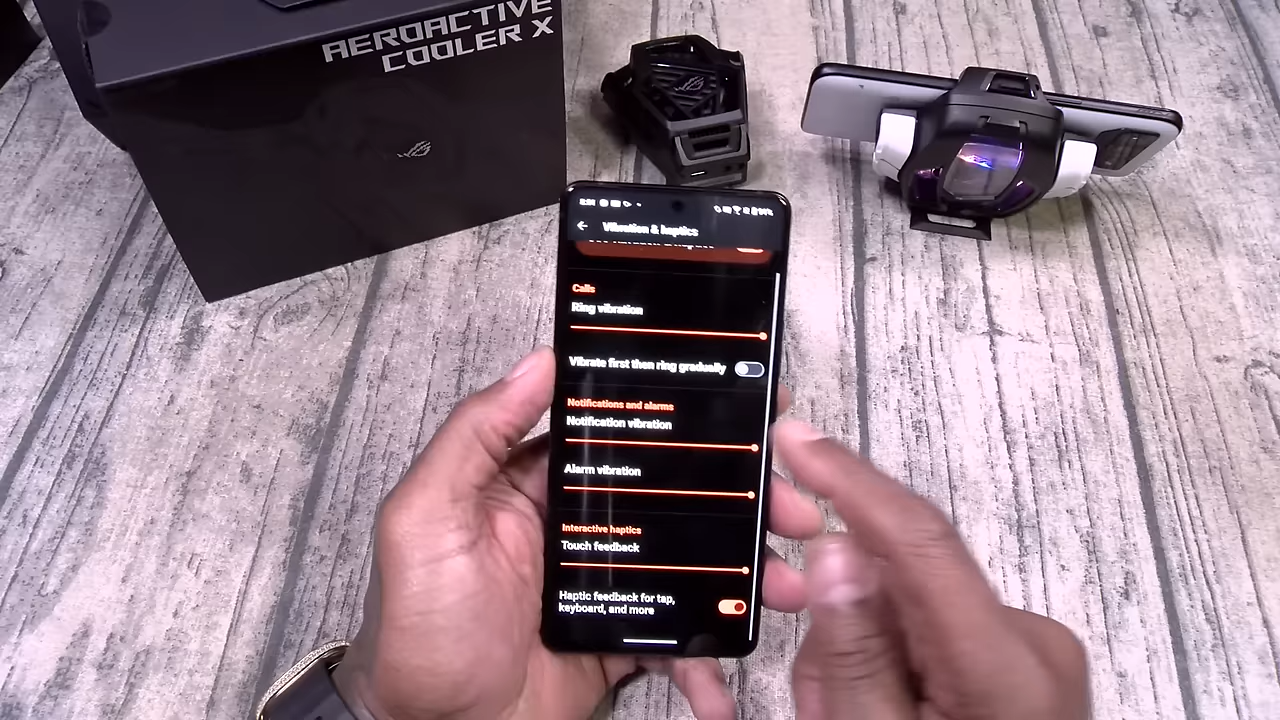 AEROACTIVE
COOLER X
Vibration & haptics
Calls
Ring vibration
Vibrate first then ring gradually
Notifications and alarms
Notification vibration
Alarm vibration
Interactive haptics
Touch feedback
Haptic feedback for tap,
keyboard, and more